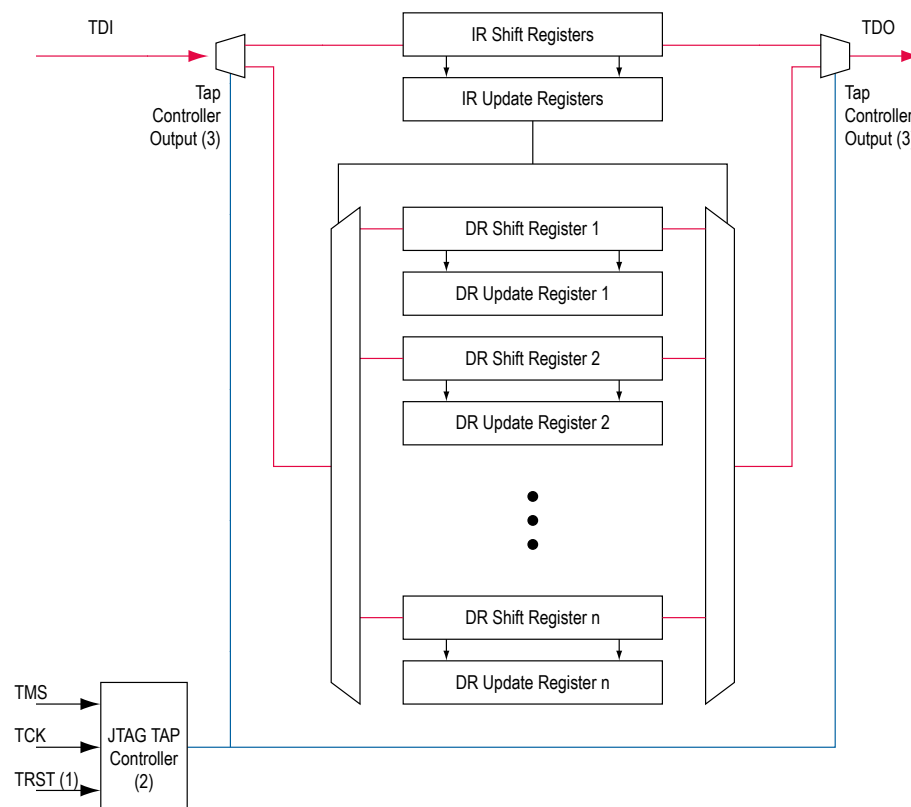 TDI
IR Shift Registers
TDO
IR Update Registers
Tap
Controller
Output (3)
Tap
Controller
Output (3
DR Shift Register 1
DR Update Register 1
DR Shift Register 2
DR Update Register 2
DR Shift Register n
DR Update Register n
TMS
TCK
TRST (1)
JTAG TAP
Controller
(2)